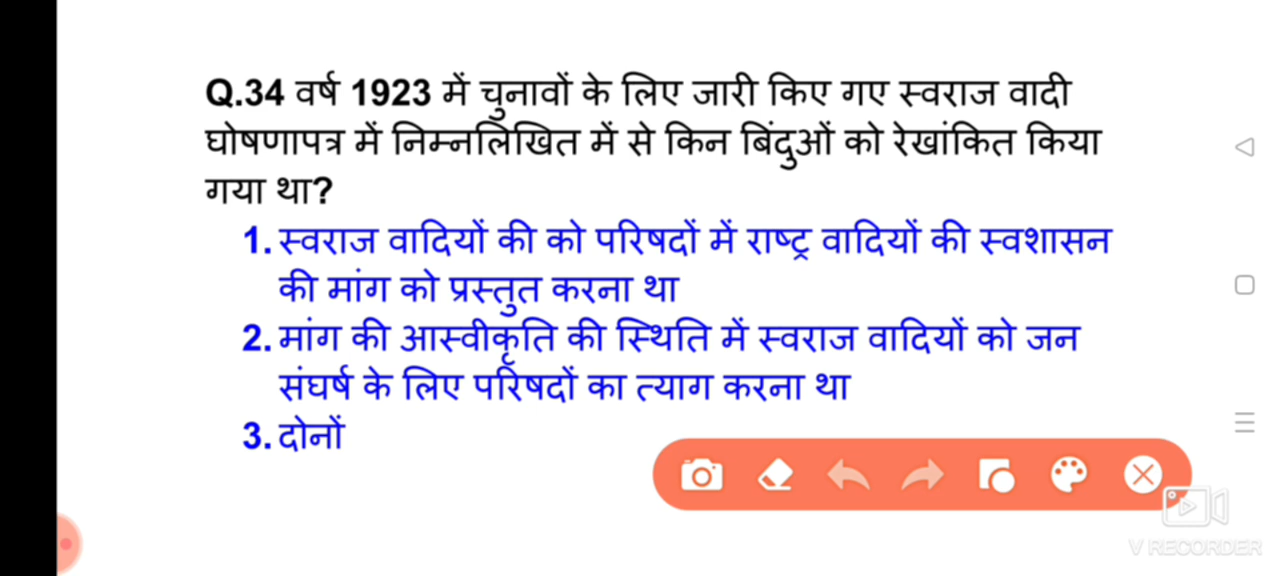 Q.34 वर्ष 1923 में चुनावों के लिए जारी किए गए स्वराज वादी
घोषणापत्र में निम्नलिखित में से किन बिंदुओं को रेखांकित किया
गया था?
1. स्वराज वादियों की को परिषदों में राष्ट्र वादियों की स्वशासन
की मांग को प्रस्तुत करना था
2. मांग की आस्वीकृति की स्थिति में स्वराज वादियों को जन
संघर्ष के लिए परिषदों का त्याग करना था
3. दोनों
V RECORDER